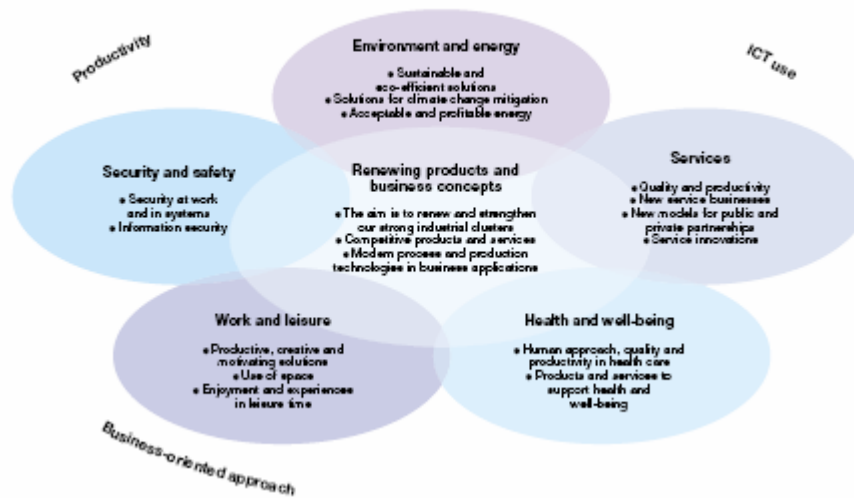 Productivity
ICT use
Environment and energy
• Sustainable and
eco-efficient solutions
• Solutions for climate change mitigation
• Acceptable and profitable energy
Security and safety
• Security at work
and in systems
• Information security
Renewing products and
business concepts
• The aim is to renew and strengthen
our strong industrial clusters
• Competitive products and services
• Modern process and production
technologies in business applications
Services
• Quality and productivity
• New service businesses
• New models for public and
private partnerships
• Service innovations
Work and leisure
• Productive, creative and
motivating solutions
• Use of space
• Enjoyment and experiences
in leisure time
Health and well-being
• Human approach, quality and
productivity in health care
• Products and services to
support health and
well-being
Business-oriented approach